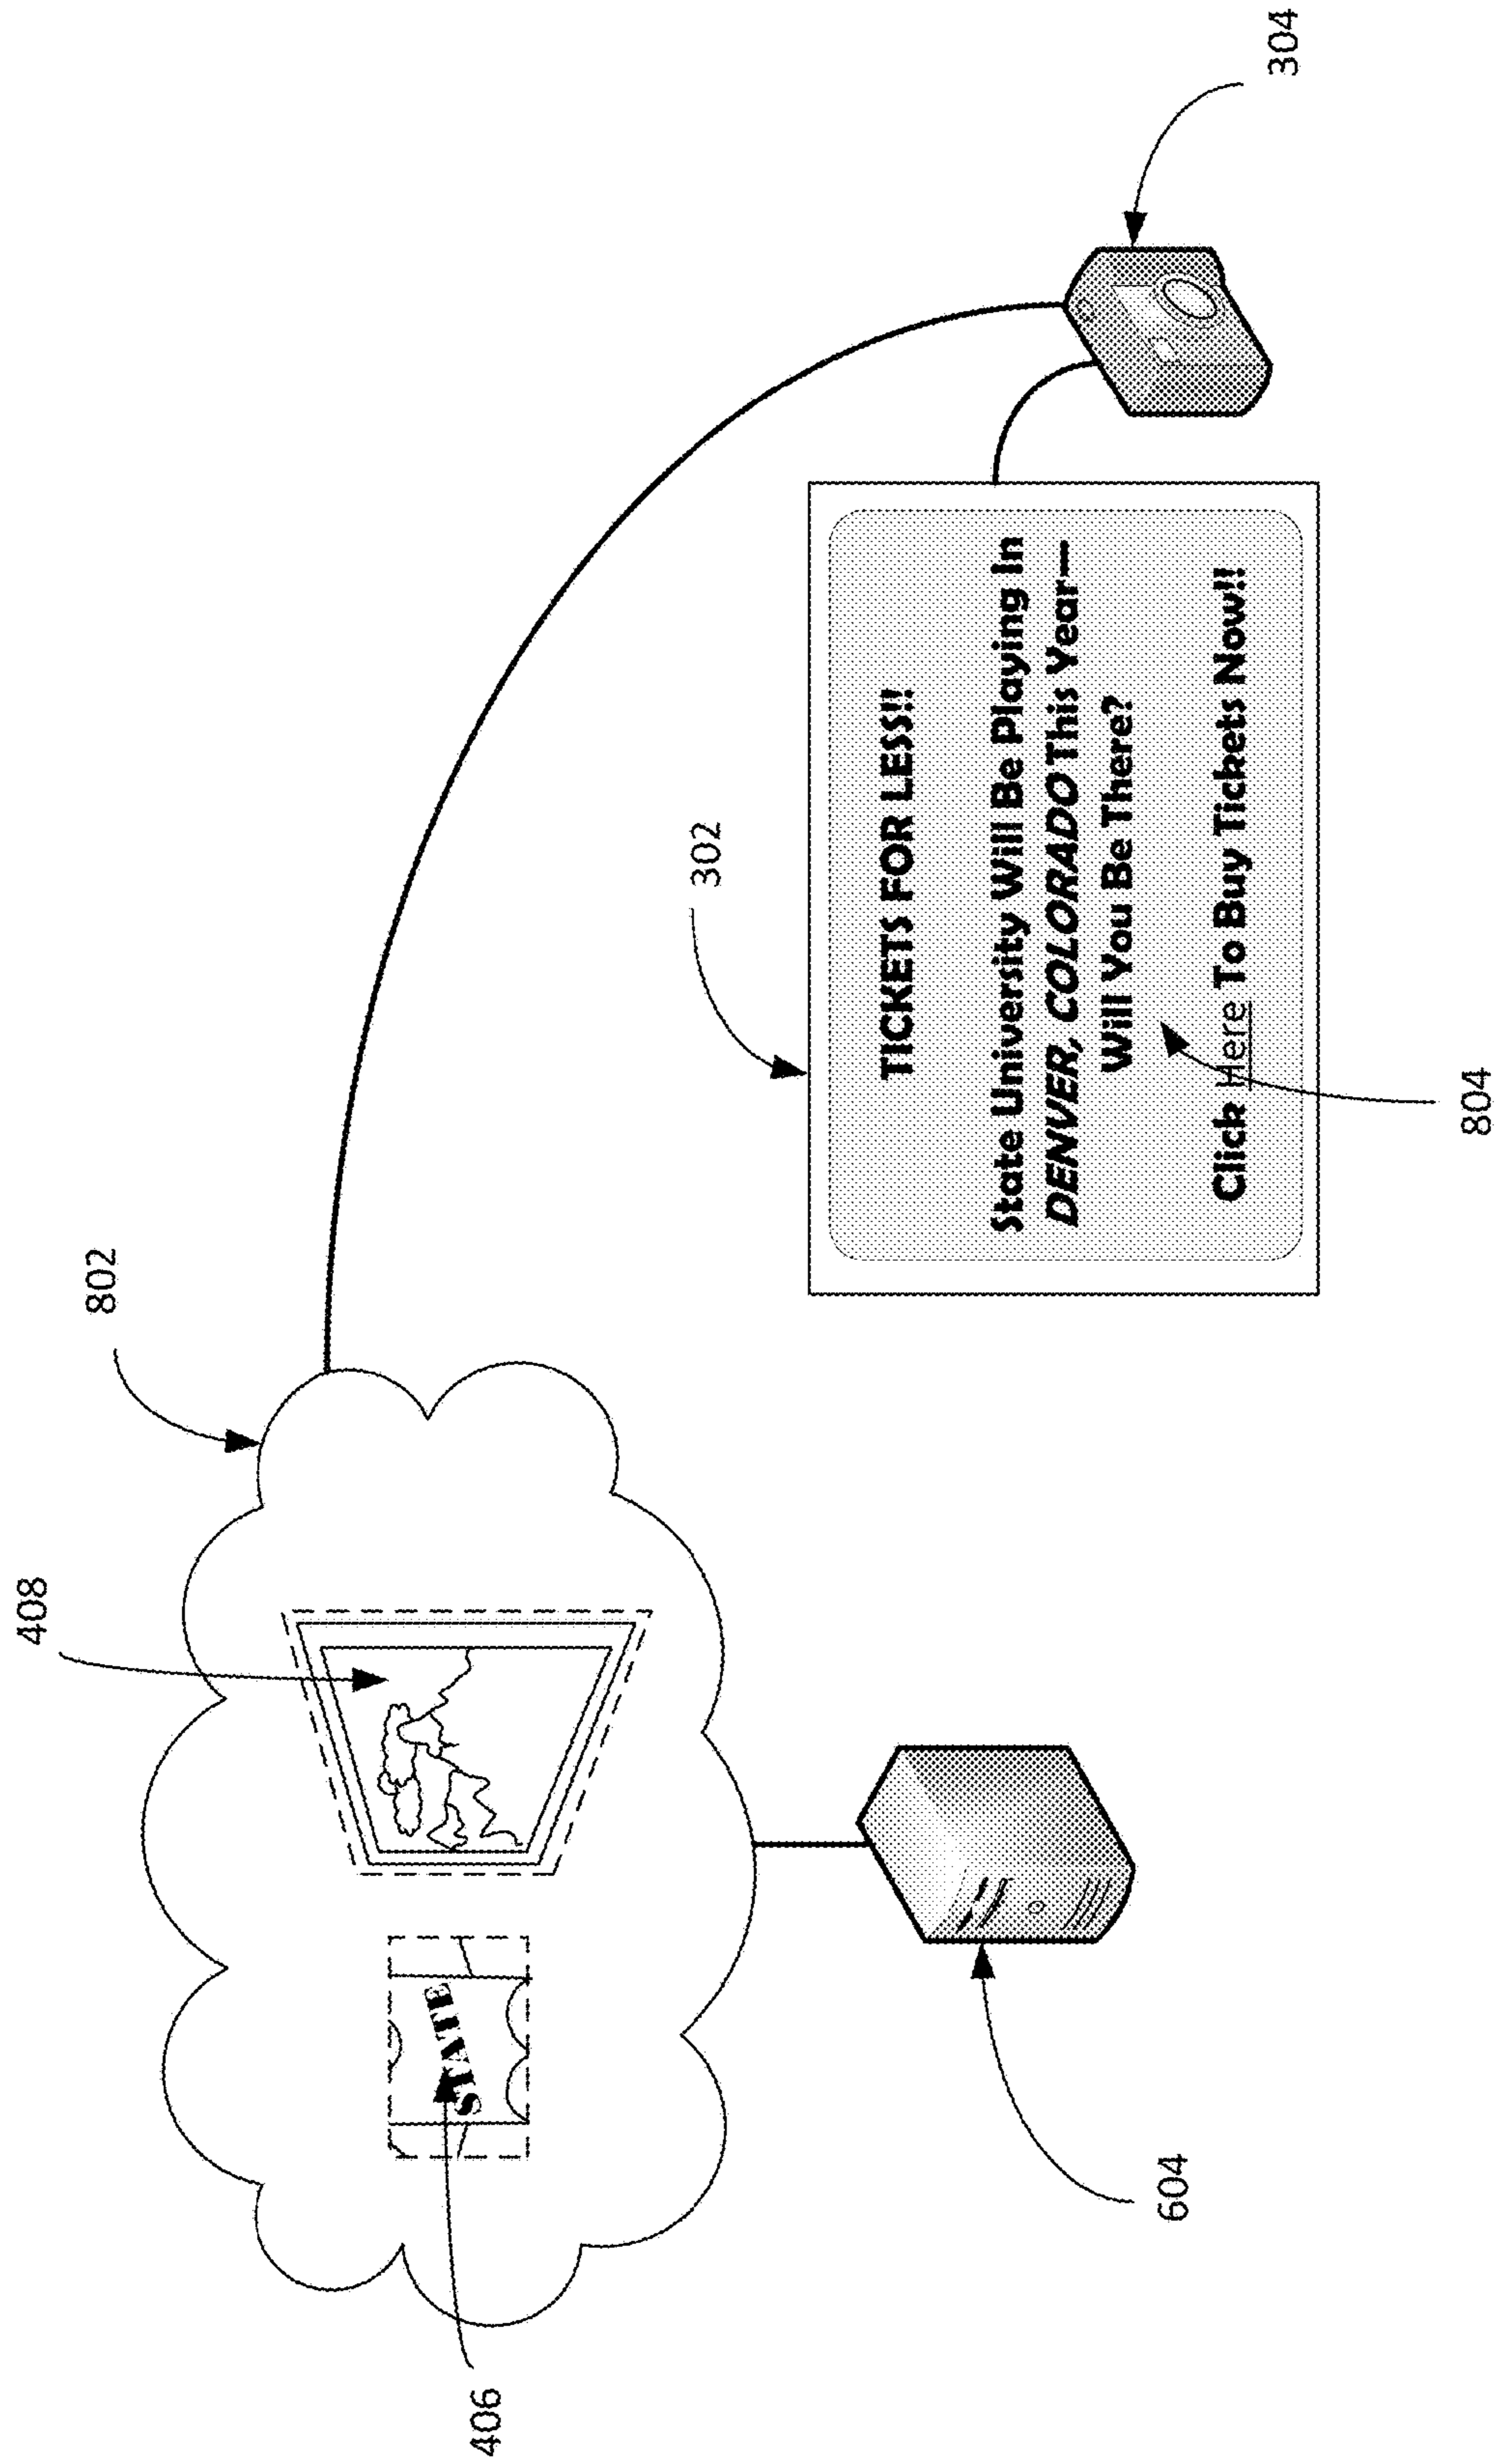 406
STATE
408
802
604
302
TICKETS FOR LESS!!
State University Will Be Playing In
DENVER, COLORADO This Year—
Will You Be There?
Click Here To Buy Tickets Now!!
804
304